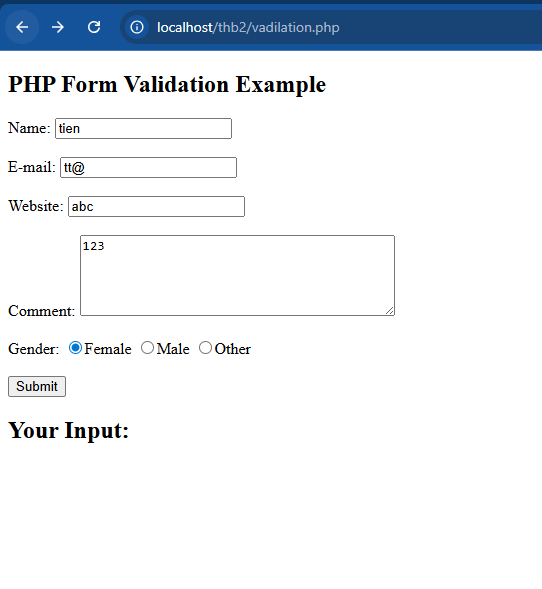 localhost/thb2/vadilation.php
PHP Form Validation Example
Name: tien
E-mail: tt@
Website: abc
123
Comment:
Gender: Female Male Other
Submit
Your Input: